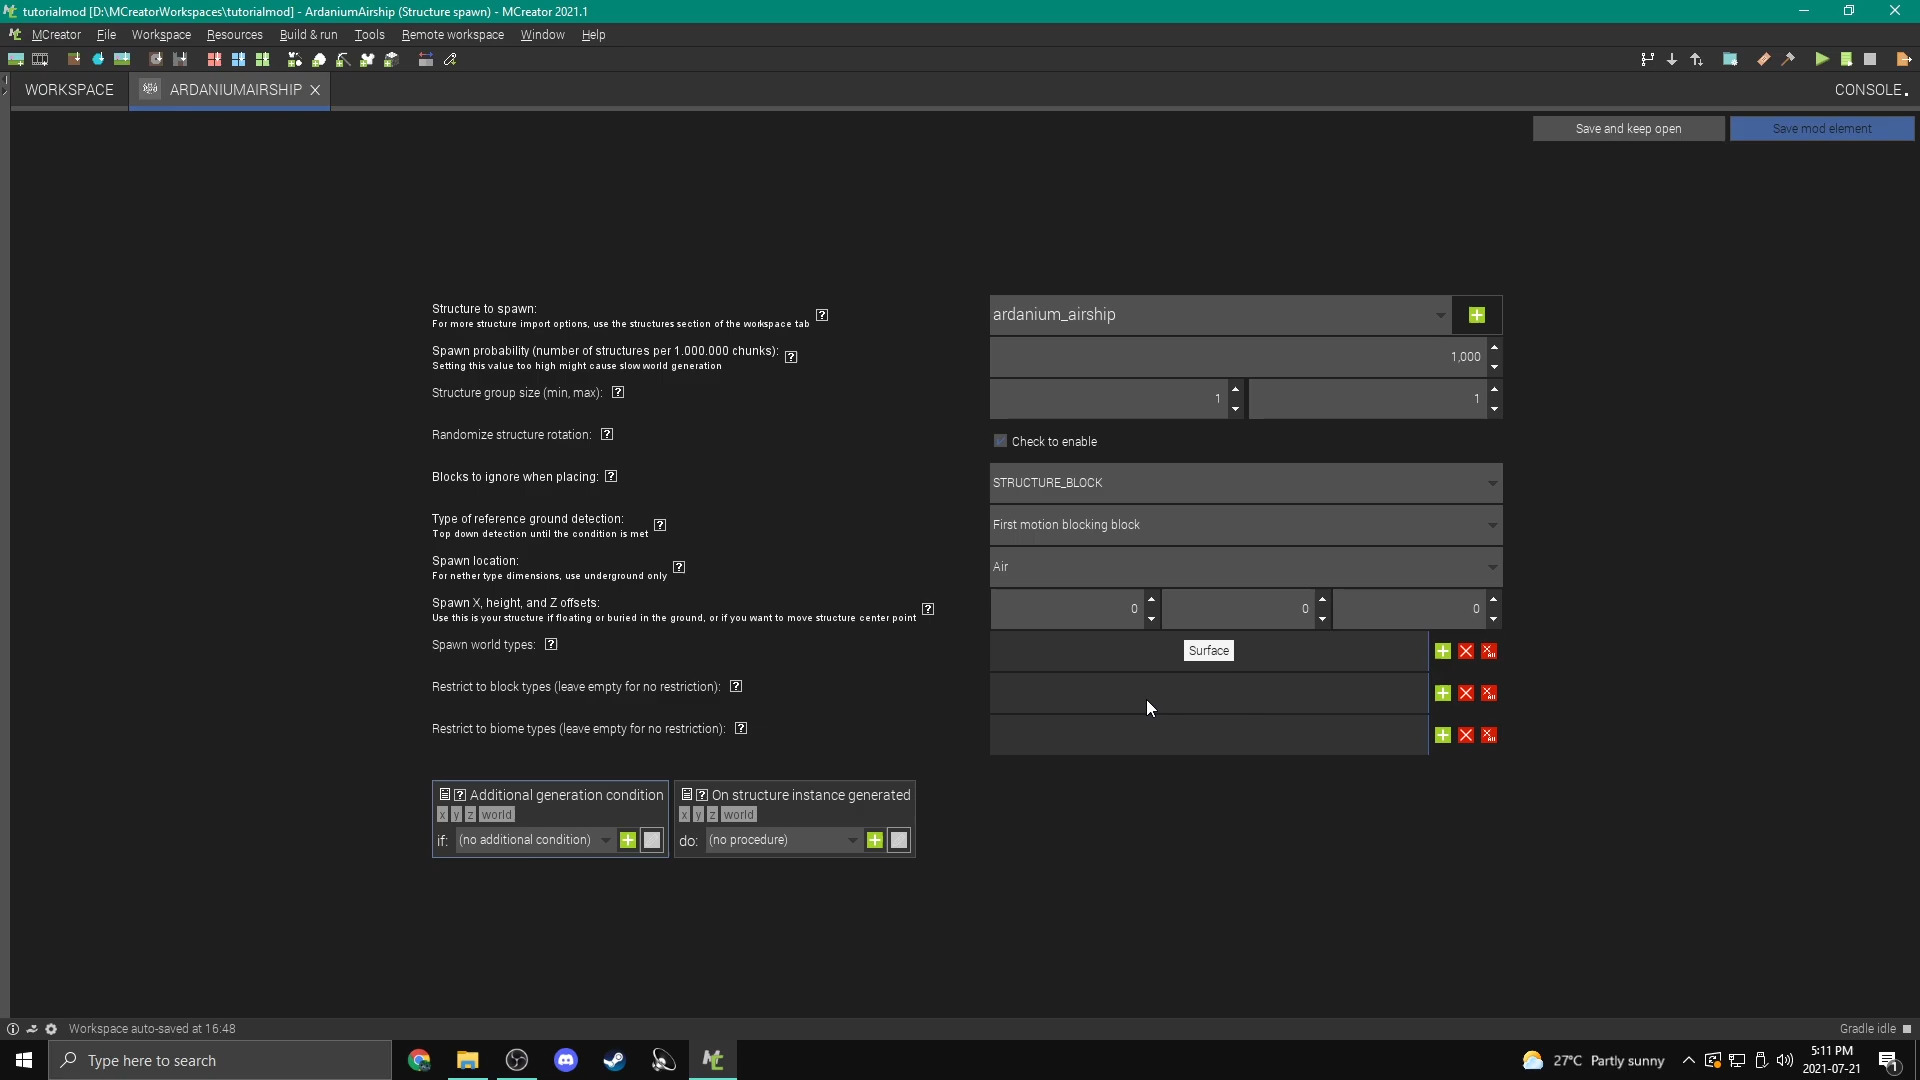 tutorialmod [D:\MCreatorWorkspaces\tutorialmod] - ArdaniumAirship (Structure spawn) - MCreator 2021.1
MCreator File Workspace Resources Build & run Tools Remote workspace Window Help
WORKSPACE ARDANIUMAIRSHIP CONSOLE
Save and keep open Save mod element
Structure to spawn:
For more structure import options, use the structures section of the workspace tab
ardanium_airship
Spawn probability (number of structures per 1.000.000 chunks):
Setting this value too high might cause slow world generation
1,000
Structure group size (min, max): 1 1
Randomize structure rotation: Check to enable
Blocks to ignore when placing: STRUCTURE_BLOCK
Type of reference ground detection:
Top down detection until the condition is met
First motion blocking block
Spawn location:
For nether type dimensions, use underground only
Air
Spawn X, height, and Z offsets:
Use this is your structure if floating or buried in the ground, or if you want to move structure center point
0 0 0
Spawn world types: Surface
Restrict to block types (leave empty for no restriction):
Restrict to biome types (leave empty for no restriction):
Additional generation condition On structure instance generated
x y z world x y z world
if: (no additional condition) do: (no procedure)
Workspace auto-saved at 16:48 Gradle idle
Type here to search 27°C Partly sunny 5:11 PM
2021-07-21 1